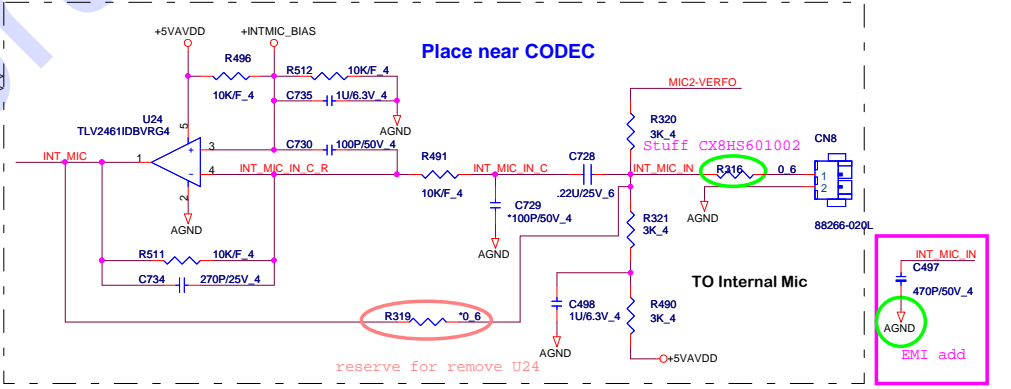 +5VAVDD
+INTMIC_BIAS
Place near CODEC
R496
10K/F_4
R512
10K/F_4
C735
1U/6.3V_4
AGND
MIC2-VERFO
U24
TLV2461IDBVRG4
5
R320
3K_4
Stuff CX8HS601002
CN8
C730
100P/50V_4
INT_MIC
1
+
3
-
4
2
INT_MIC_IN_C_R
R491
10K/F_4
INT_MIC_IN_C
C728
.22U/25V_6
INT_MIC_IN
R316
0_6
1
2
88266-020L
AGND
AGND
C729
*100P/50V_4
AGND
R321
3K_4
R511
10K/F_4
C734
270P/25V_4
TO Internal Mic
INT_MIC_IN
C497
470P/50V_4
AGND
EMI add
R319
*0_6
C498
1U/6.3V_4
AGND
R490
3K_4
+5VAVDD
reserve for remove U24